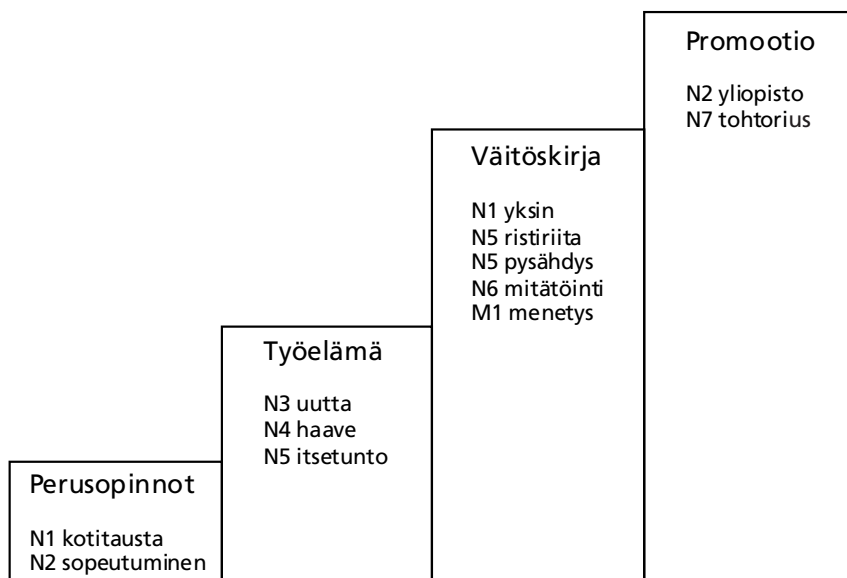 Promootio
N2 yliopisto
N7 tohtorius
Väitöskirja
N1 yksin
N5 ristiriita
N5 pysähdys
N6 mitätöinti
M1 menetys
Työelämä
N3 uutta
N4 haave
N5 itsetunto
Perusopinnot
N1 kotitausta
N2 sopeutuminen